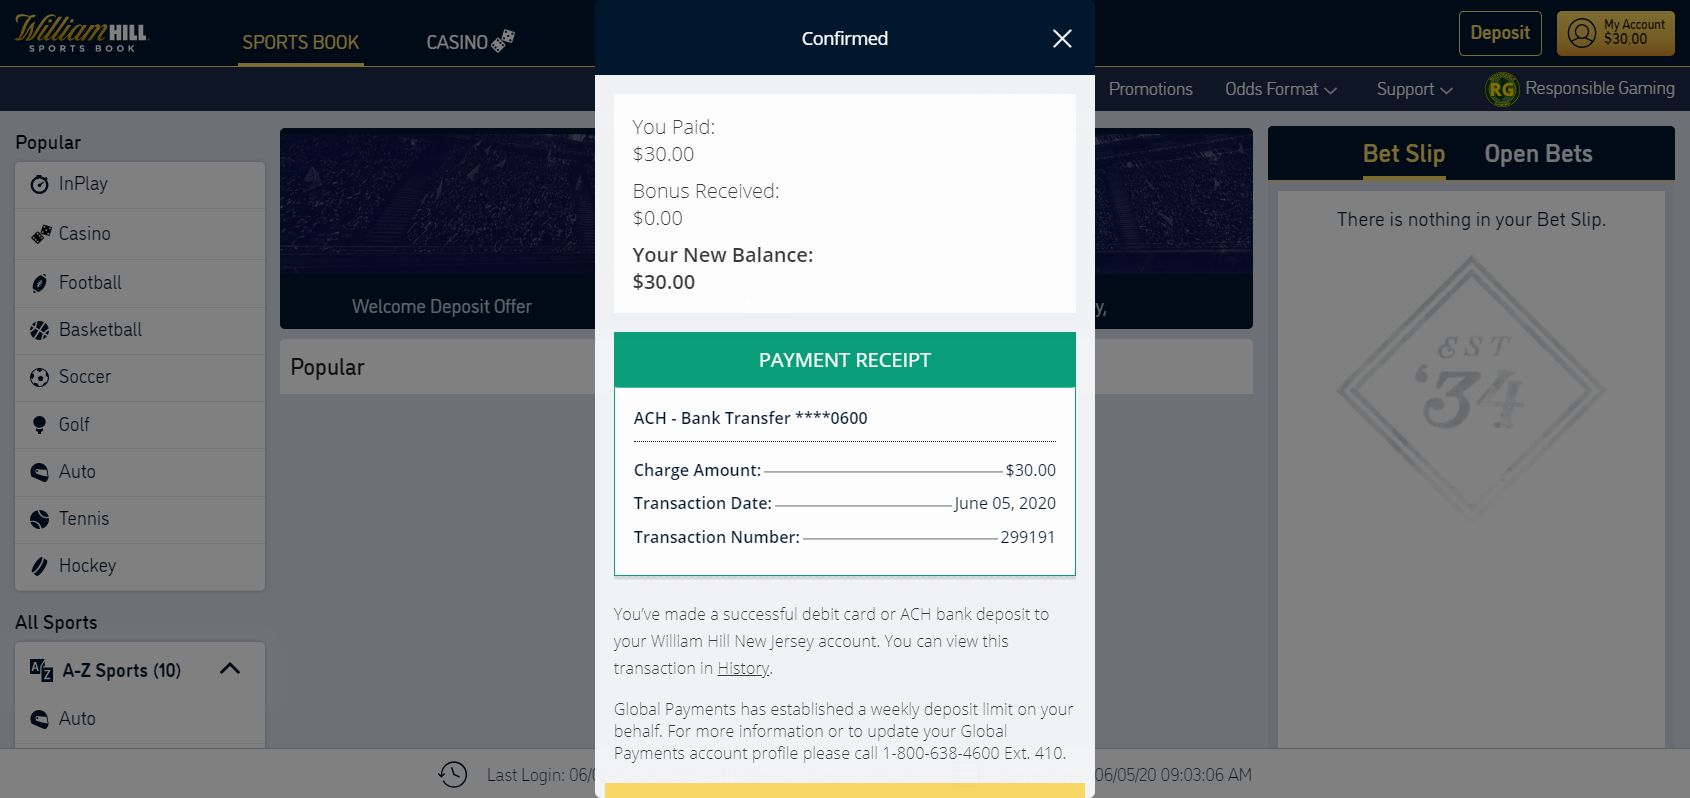 William HILL
SPORTS BOOK
SPORTS BOOK
CASINO
Deposit
My Account
$30.00
Promotions
Odds Format
Support
RG
Responsible Gaming
Popular
InPlay
Casino
Football
Basketball
Soccer
Golf
Auto
Tennis
Hockey
All Sports
A-Z Sports (10)
Auto
Welcome Deposit Offer
y,
Popular
Confirmed
You Paid:
$30.00
Bonus Received:
$0.00
Your New Balance:
$30.00
PAYMENT RECEIPT
ACH - Bank Transfer ****0600
Charge Amount: $30.00
Transaction Date: June 05, 2020
Transaction Number: 299191
You’ve made a successful debit card or ACH bank deposit to
your William Hill New Jersey account. You can view this
transaction in History.
Global Payments has established a weekly deposit limit on your
behalf. For more information or to update your Global
Payments account profile please call 1-800-638-4600 Ext. 410.
Bet Slip
Open Bets
There is nothing in your Bet Slip.
EST
‘34
Last Login: 06/
06/05/20 09:03:06 AM